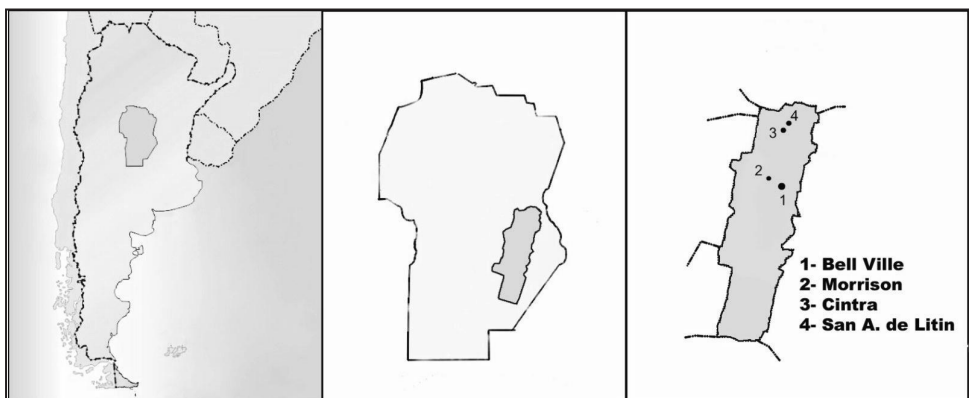 4
3
2
1
1- Bell Ville
2- Morrison
3- Cintra
4- San A. de Litin